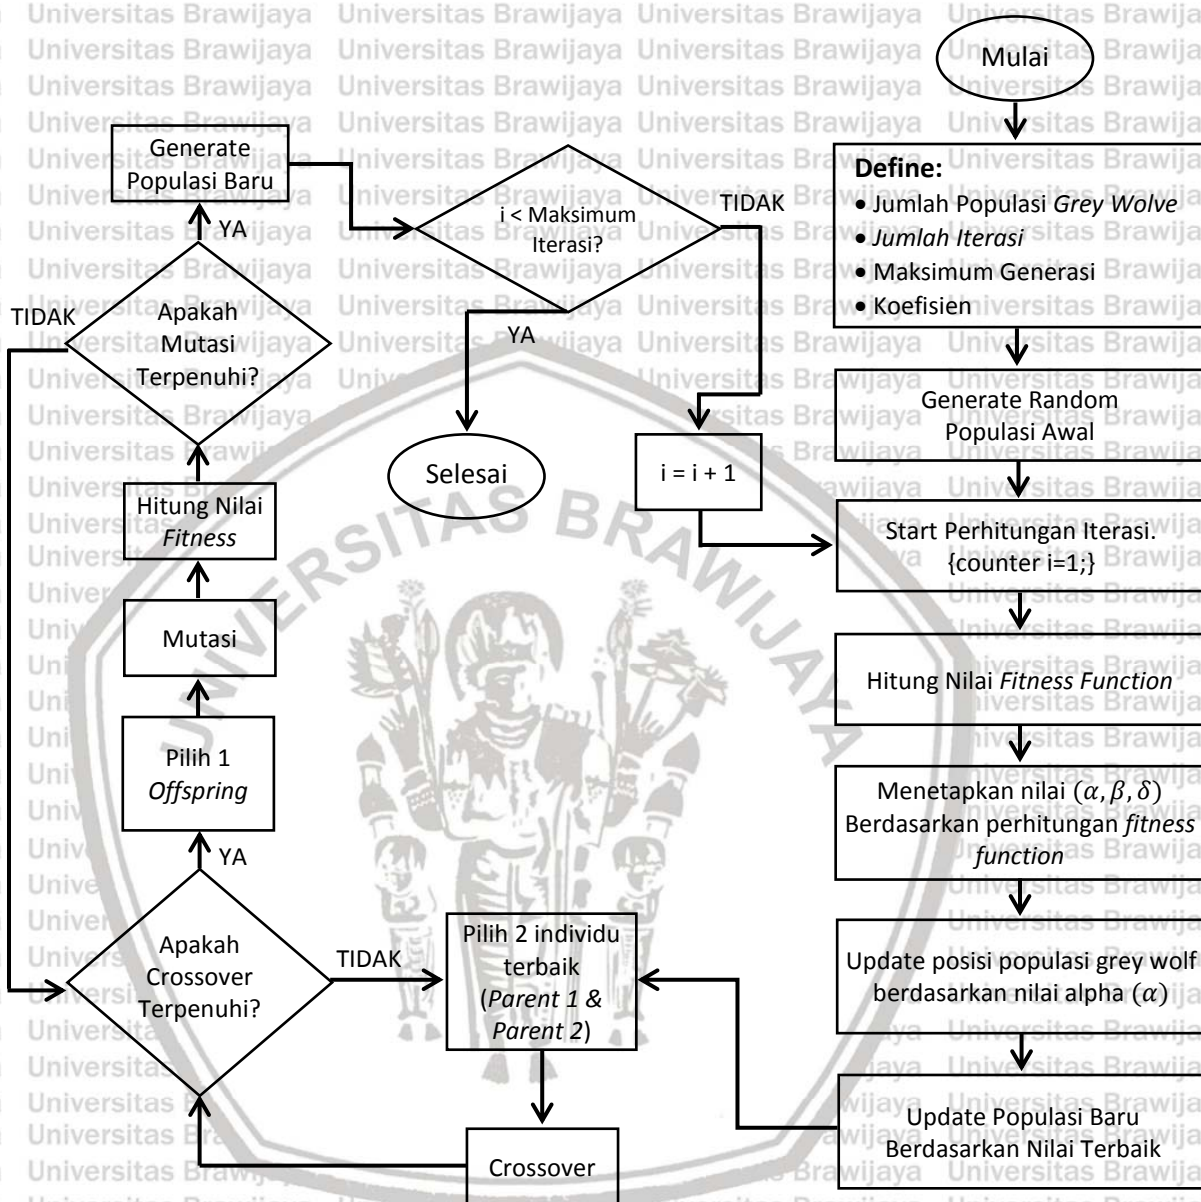 Mulai
Define:
• Jumlah Populasi Grey Wolve
• Jumlah Iterasi
• Maksimum Generasi
• Koefisien
Generate Random
Populasi Awal
Start Perhitungan Iterasi.
{counter i=1;}
Hitung Nilai Fitness Function
Menetapkan nilai (α, β, δ)
Berdasarkan perhitungan fitness
function
Update posisi populasi grey wolf
berdasarkan nilai alpha (α)
Update Populasi Baru
Berdasarkan Nilai Terbaik
Pilih 2 individu
terbaik
(Parent 1 &
Parent 2)
Crossover
Apakah
Crossover
Terpenuhi?
TIDAK
YA
Pilih 1
Offspring
Mutasi
Hitung Nilai
Fitness
Apakah
Mutasi
Terpenuhi?
TIDAK
YA
Generate
Populasi Baru
i < Maksimum
Iterasi?
TIDAK
YA
i = i + 1
Selesai
UNIVERSITAS BRAWIJAYA